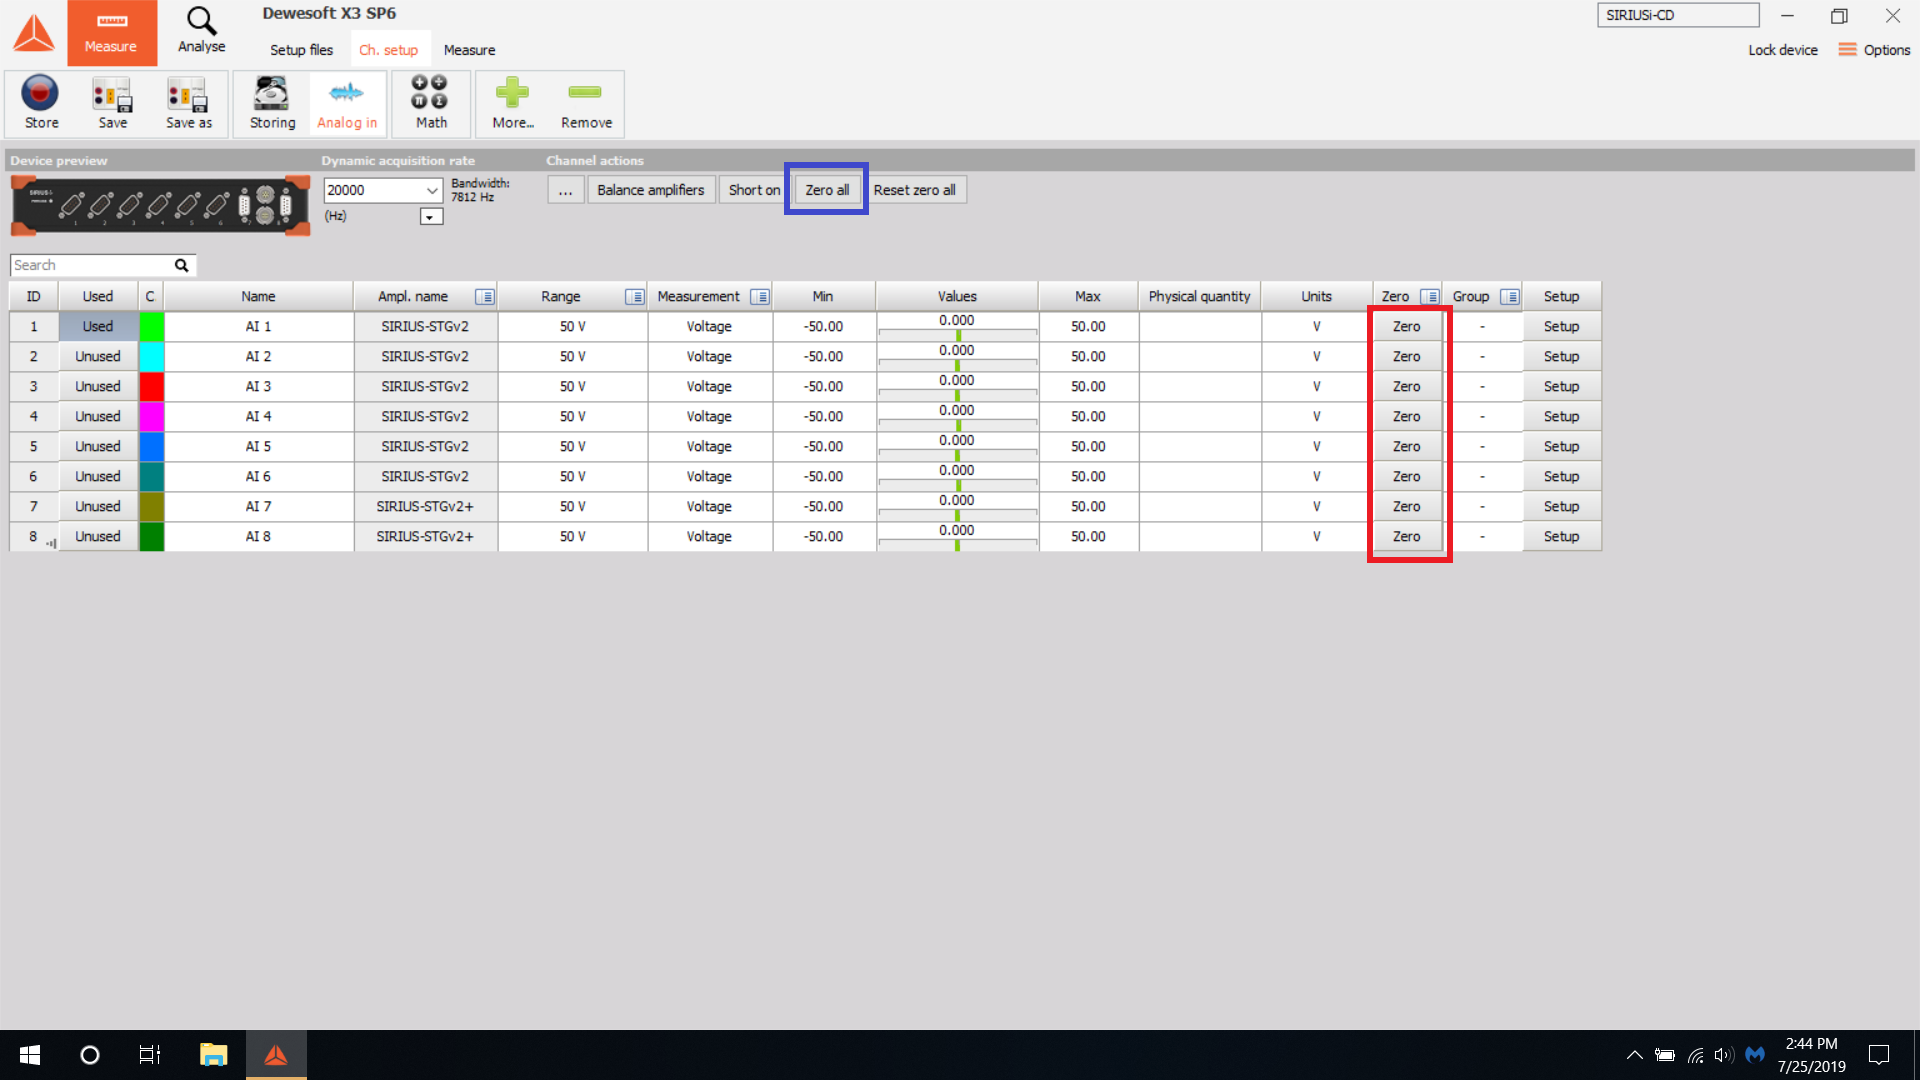 Dewesoft X3 SP6
SIRIUSi-CD
Measure
Analyse
Setup files
Ch. setup
Measure
Lock device
Options
Store
Save
Save as
Storing
Analog in
Math
More...
Remove
Device preview
Dynamic acquisition rate
Channel actions
20000
(Hz)
Bandwidth:
7812 Hz
...
Balance amplifiers
Short on
Zero all
Reset zero all
Search
ID Used C. Name Ampl. name Range Measurement Min Values Max Physical quantity Units Zero Group Setup
1 Used AI 1 SIRIUS-STGv2 50 V Voltage -50.00 0.000 50.00 V Zero - Setup
2 Unused AI 2 SIRIUS-STGv2 50 V Voltage -50.00 0.000 50.00 V Zero - Setup
3 Unused AI 3 SIRIUS-STGv2 50 V Voltage -50.00 0.000 50.00 V Zero - Setup
4 Unused AI 4 SIRIUS-STGv2 50 V Voltage -50.00 0.000 50.00 V Zero - Setup
5 Unused AI 5 SIRIUS-STGv2 50 V Voltage -50.00 0.000 50.00 V Zero - Setup
6 Unused AI 6 SIRIUS-STGv2 50 V Voltage -50.00 0.000 50.00 V Zero - Setup
7 Unused AI 7 SIRIUS-STGv2+ 50 V Voltage -50.00 0.000 50.00 V Zero - Setup
8 Unused AI 8 SIRIUS-STGv2+ 50 V Voltage -50.00 0.000 50.00 V Zero - Setup
2:44 PM
7/25/2019